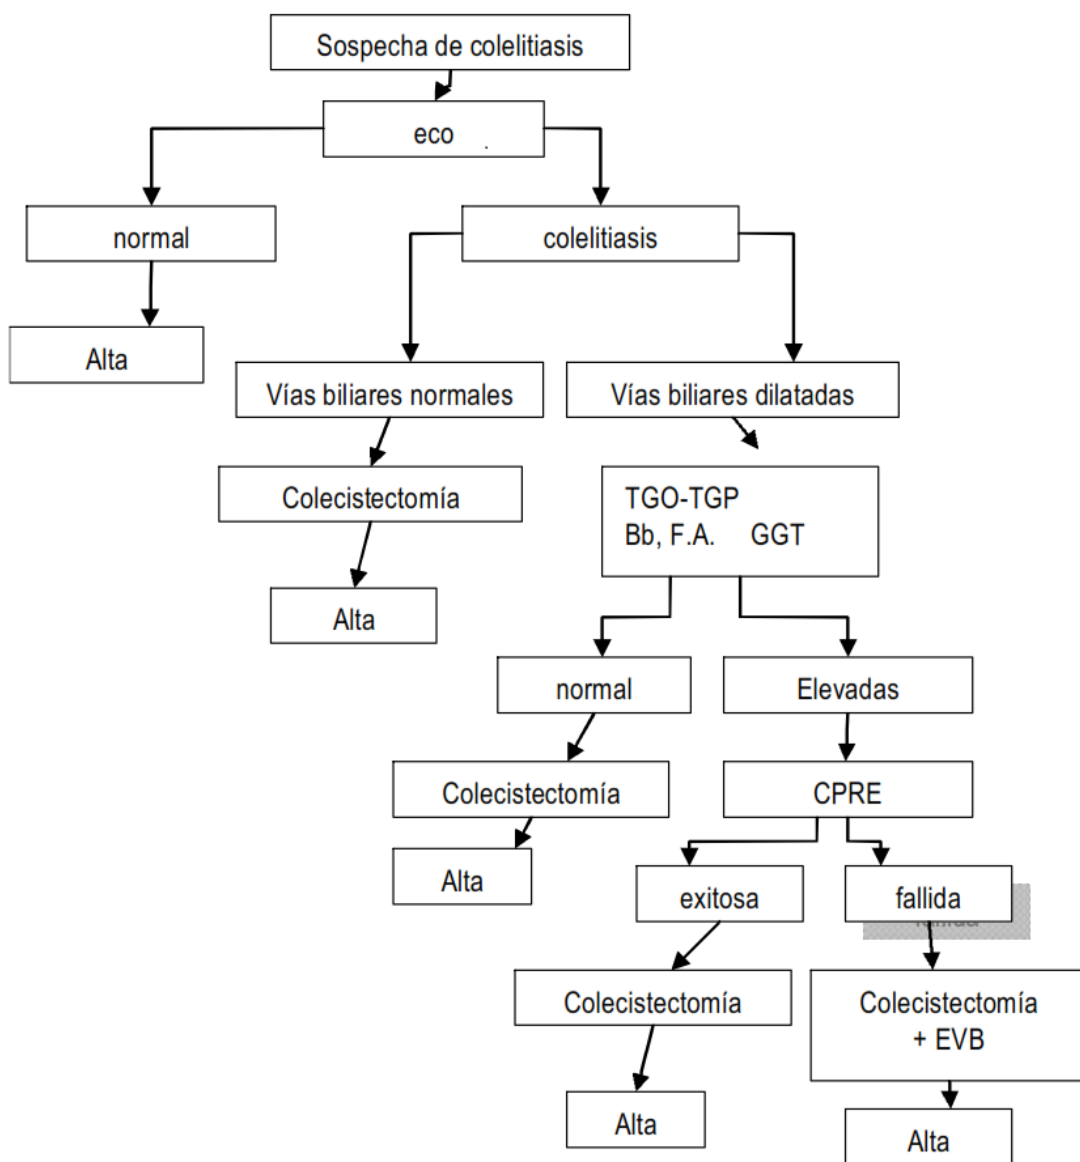 Sospecha de colelitiasis
eco
normal
colelitiasis
Alta
Vías biliares normales
Vías biliares dilatadas
Colecistectomía
TGO-TGP
Bb, F.A. GGT
Alta
normal
Elevadas
Colecistectomía
CPRE
Alta
exitosa
fallida
Colecistectomía
Colecistectomía
+ EVB
Alta
Alta